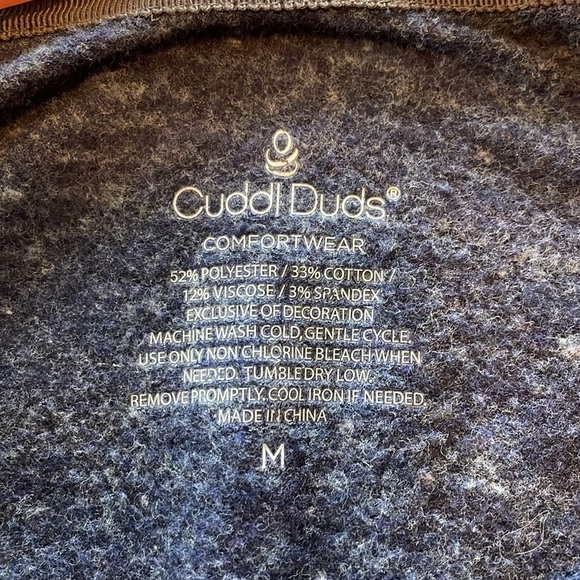 Cuddl Duds®
COMFORTWEAR
52% POLYESTER / 33% COTTON /
12% VISCOSE / 3% SPANDEX
EXCLUSIVE OF DECORATION
MACHINE WASH COLD, GENTLE CYCLE.
USE ONLY NON CHLORINE BLEACH WHEN
NEEDED. TUMBLE DRY LOW.
REMOVE PROMPTLY. COOL IRON IF NEEDED.
MADE IN CHINA
M